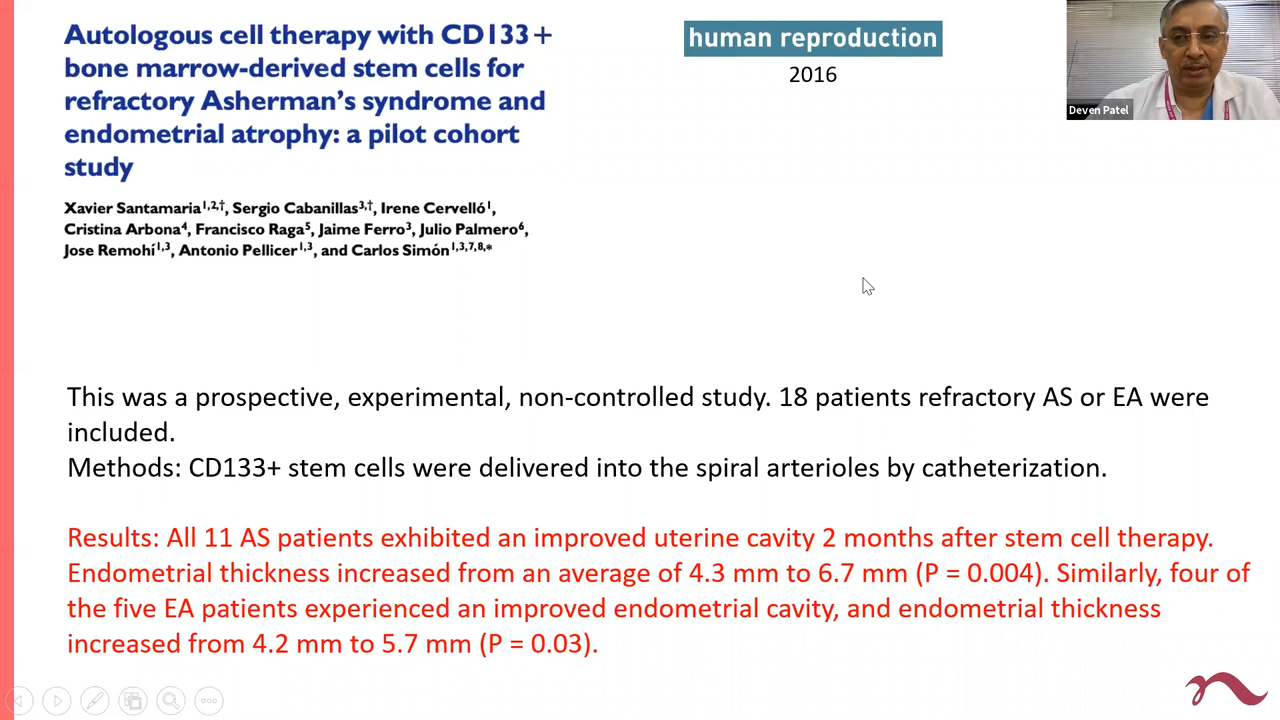 Autologous cell therapy with CD133+
bone marrow-derived stem cells for
refractory Asherman's syndrome and
endometrial atrophy: a pilot cohort
study
Xavier Santamaria1,2,†, Sergio Cabanillas3,†, Irene Cervelló1,
Cristina Arbona4, Francisco Raga5, Jaime Ferro3, Julio Palmero6,
Jose Remohí1,3, Antonio Pellicer1,3, and Carlos Simón1,3,7,8,*
human reproduction
2016
Deven Patel
This was a prospective, experimental, non-controlled study. 18 patients refractory AS or EA were
included.
Methods: CD133+ stem cells were delivered into the spiral arterioles by catheterization.
Results: All 11 AS patients exhibited an improved uterine cavity 2 months after stem cell therapy.
Endometrial thickness increased from an average of 4.3 mm to 6.7 mm (P = 0.004). Similarly, four of
the five EA patients experienced an improved endometrial cavity, and endometrial thickness
increased from 4.2 mm to 5.7 mm (P = 0.03).